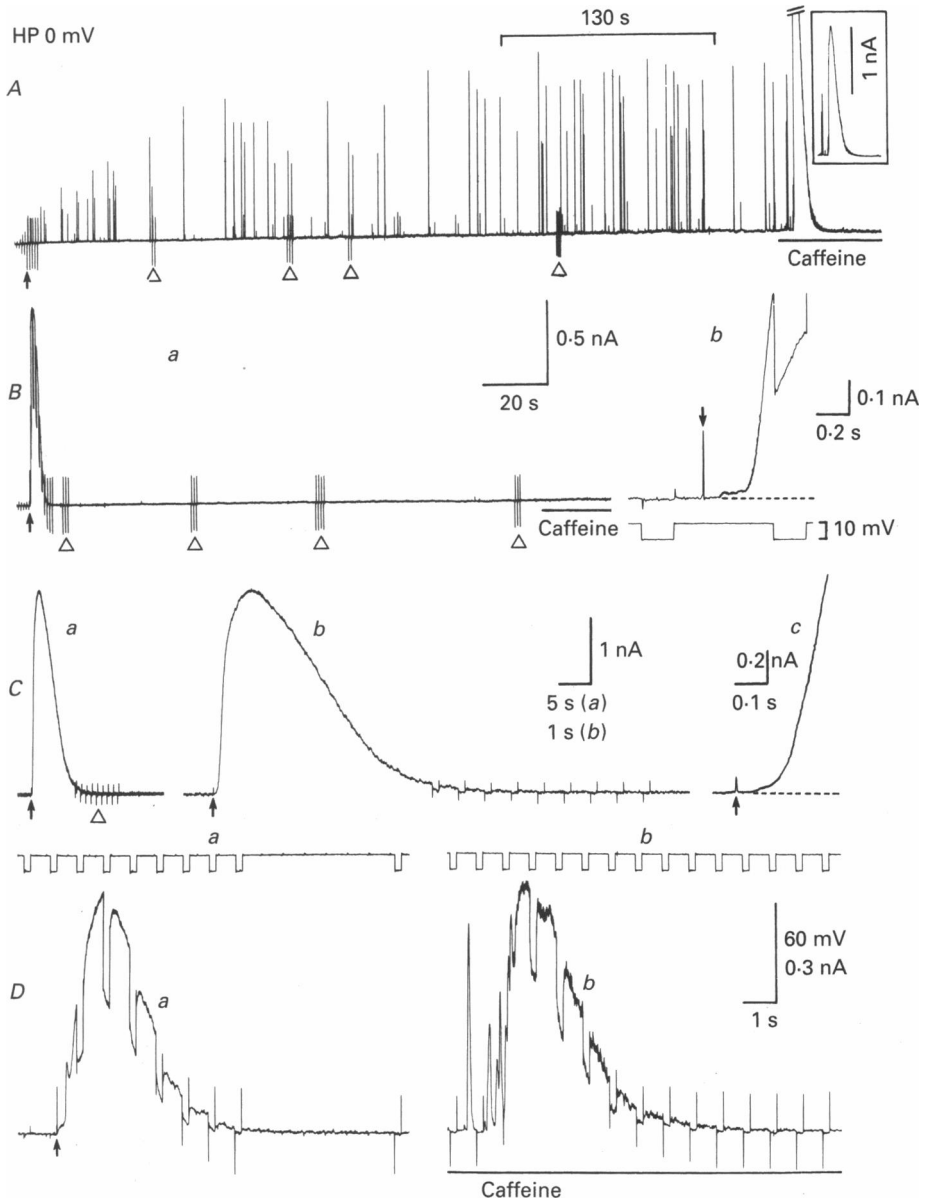 HP 0 mV
130 s
A
1 nA
Caffeine
a
0·5 nA
20 s
b
0·1 nA
0·2 s
B
Caffeine
10 mV
a
b
1 nA
5 s (a)
1 s (b)
c
0·2 nA
0·1 s
C
a
b
D
a
b
60 mV
0·3 nA
1 s
Caffeine